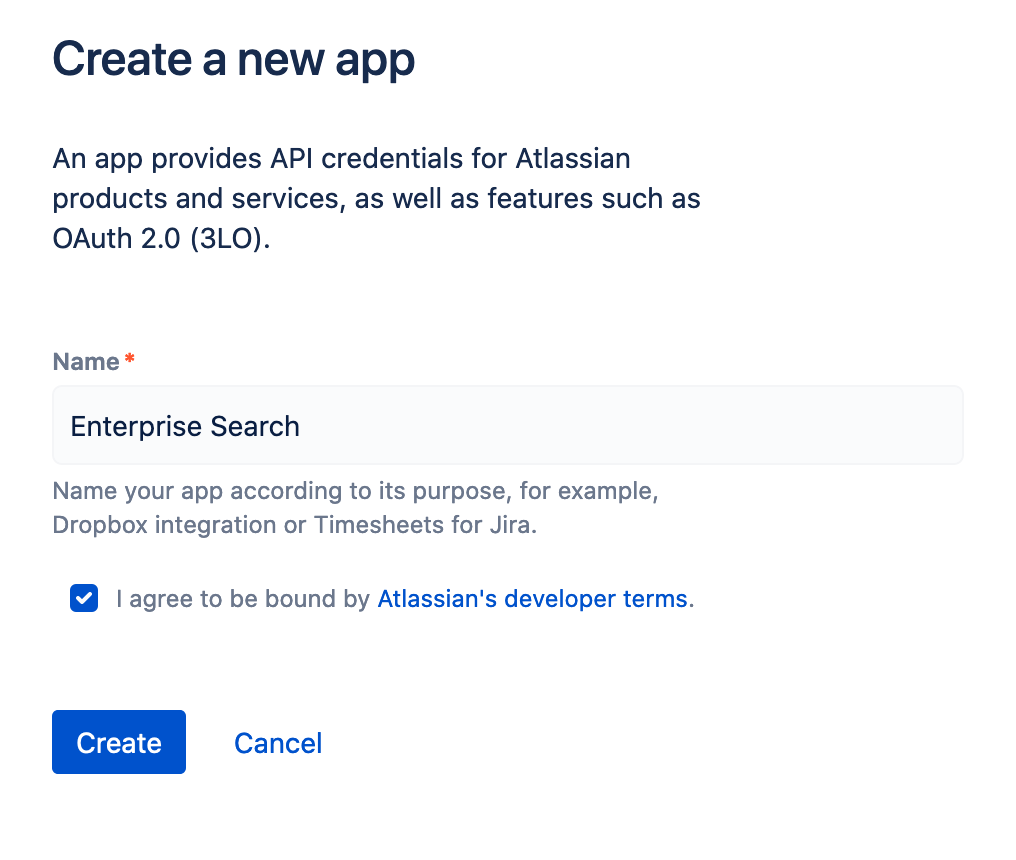 Create a new app
An app provides API credentials for Atlassian
products and services, as well as features such as
OAuth 2.0 (3LO).
Name *
Enterprise Search
Name your app according to its purpose, for example,
Dropbox integration or Timesheets for Jira.
I agree to be bound by Atlassian's developer terms.
Create Cancel